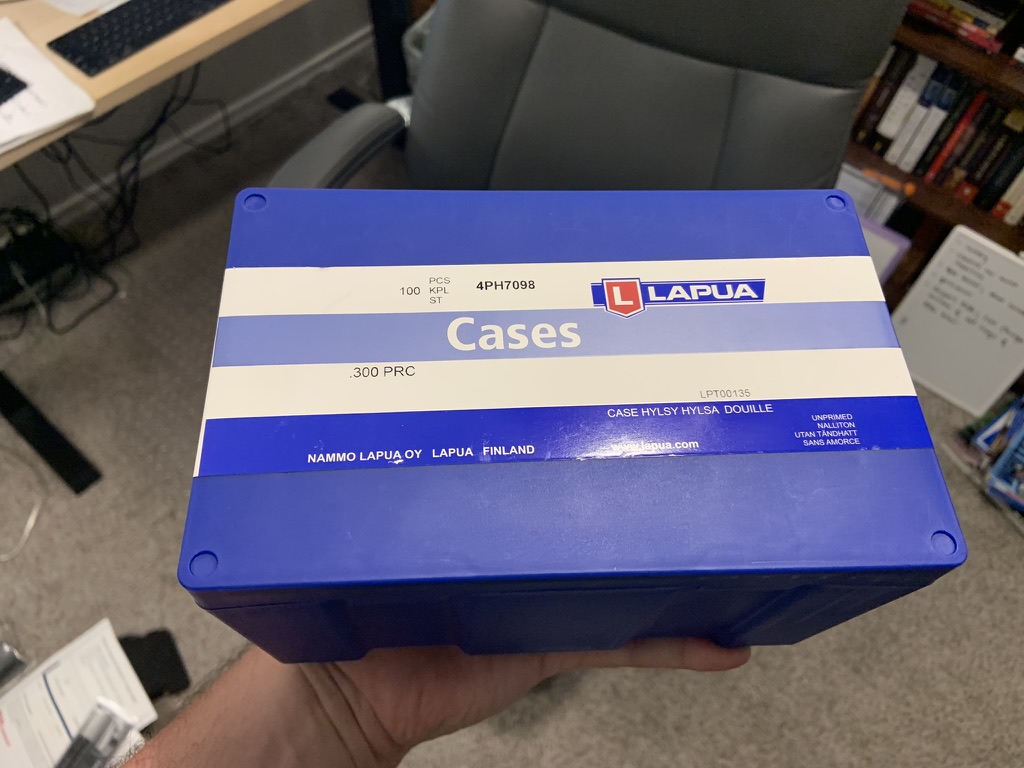 100 PCS 4PH7098
KPL
ST
L LAPUA
Cases
.300 PRC
LPT00135
CASE HYLSY HYLSA DOUILLE
UNPRIMED
NALLITON
UTAN TÄNDHATT
SANS AMORCE
NAMMO LAPUA OY LAPUA FINLAND
www.lapua.com